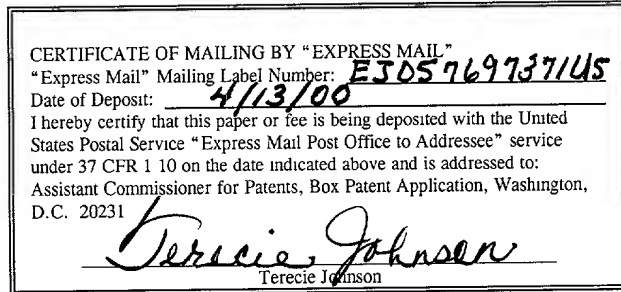 CERTIFICATE OF MAILING BY “EXPRESS MAIL”
“Express Mail” Mailing Label Number: EJ057697371US
Date of Deposit: 4/13/00
I hereby certify that this paper or fee is being deposited with the United
States Postal Service “Express Mail Post Office to Addressee” service
under 37 CFR 1 10 on the date indicated above and is addressed to:
Assistant Commissioner for Patents, Box Patent Application, Washington,
D.C. 20231
Terecie Johnson
Terecie Johnson